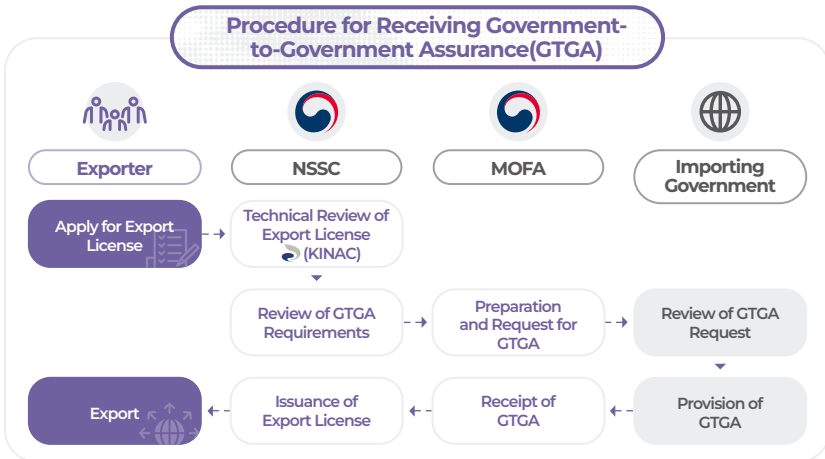 Procedure for Receiving Government-
to-Government Assurance(GTGA)
Exporter
NSSC
MOFA
Importing
Government
Apply for Export
License
Technical Review of
Export License
(KINAC)
Review of GTGA
Requirements
Preparation
and Request for
GTGA
Review of GTGA
Request
Export
Issuance of
Export License
Receipt of
GTGA
Provision of
GTGA